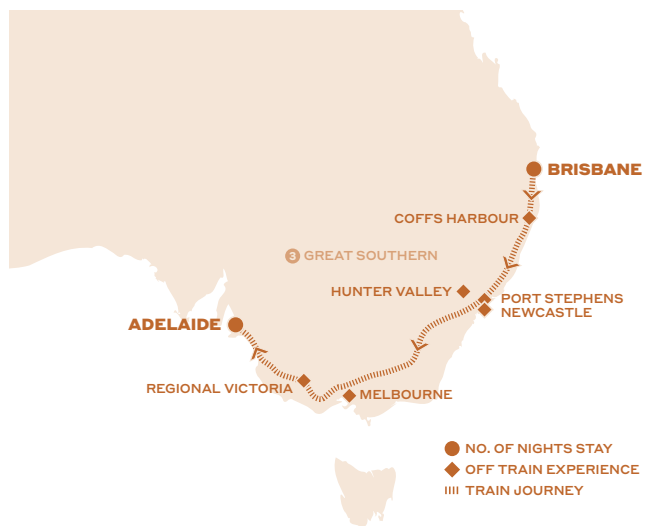 BRISBANE
COFFS HARBOUR
3 GREAT SOUTHERN
HUNTER VALLEY
PORT STEPHENS
NEWCASTLE
ADELAIDE
REGIONAL VICTORIA
MELBOURNE
NO. OF NIGHTS STAY
OFF TRAIN EXPERIENCE
TRAIN JOURNEY